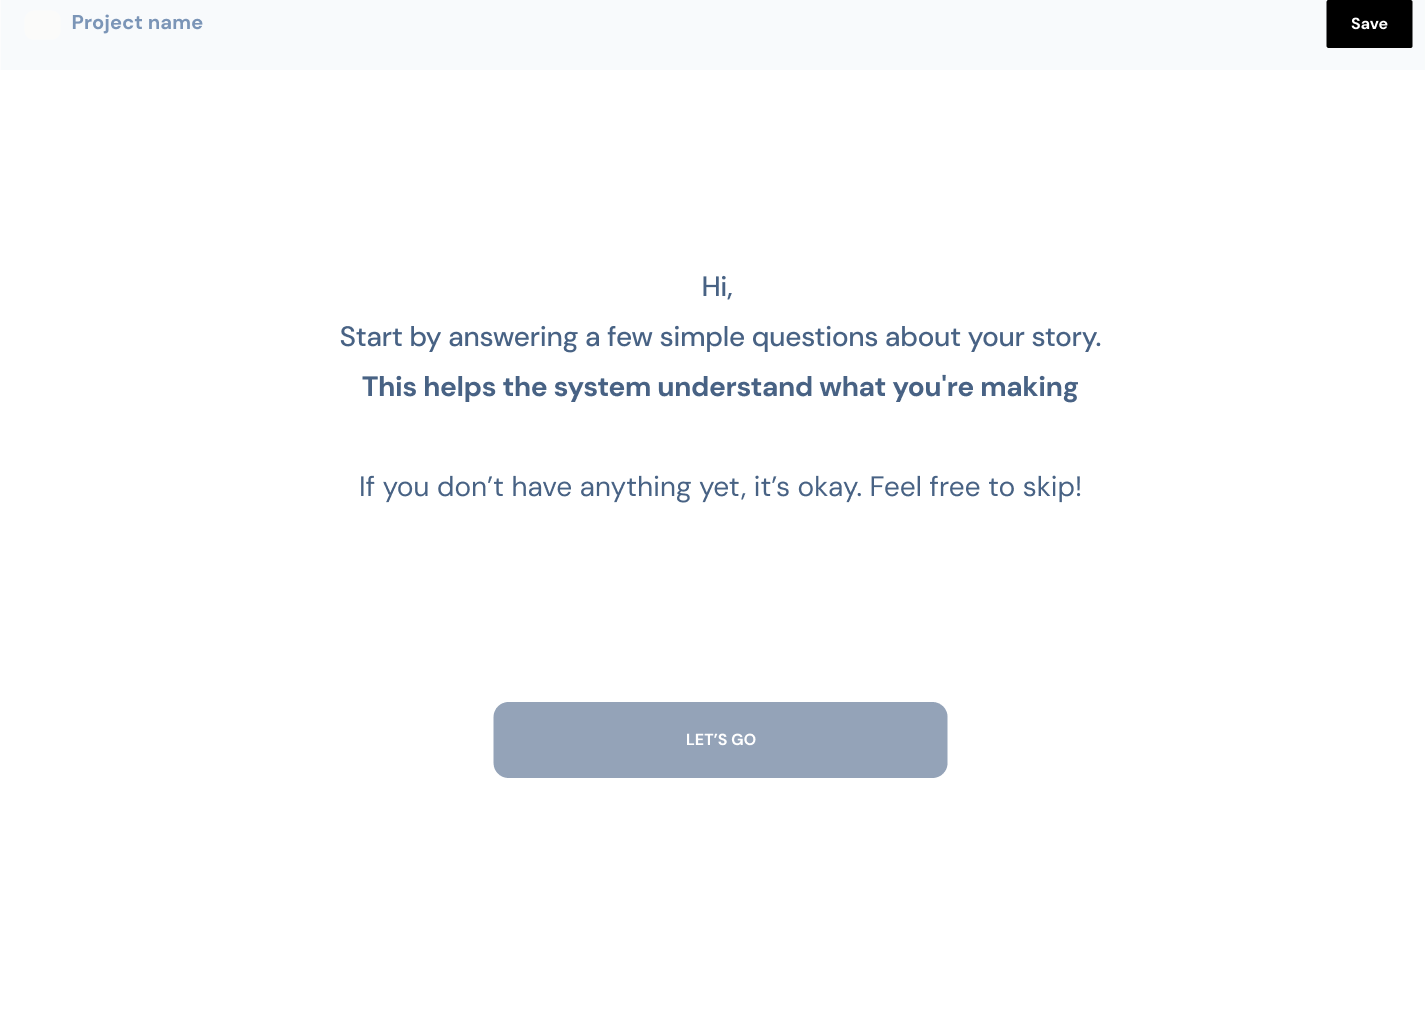 Project name
Save
Hi,
Start by answering a few simple questions about your story.
This helps the system understand what you're making
If you don’t have anything yet, it’s okay. Feel free to skip!
LET’S GO